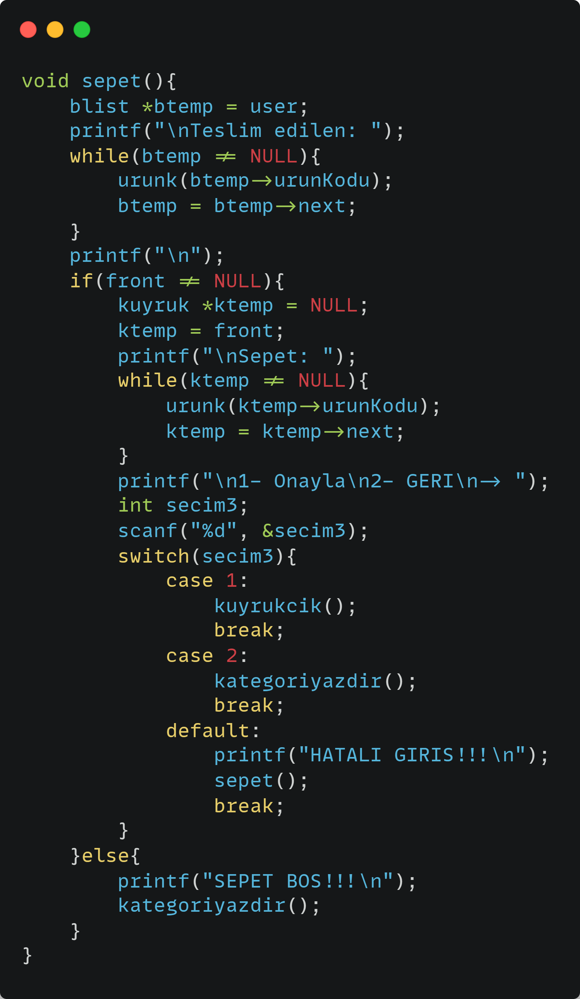 void sepet(){
    blist *btemp = user;
    printf("\nTeslim edilen: ");
    while(btemp != NULL){
        urunk(btemp->urunKodu);
        btemp = btemp->next;
    }
    printf("\n");
    if(front != NULL){
        kuyruk *ktemp = NULL;
        ktemp = front;
        printf("\nSepet: ");
        while(ktemp != NULL){
            urunk(ktemp->urunKodu);
            ktemp = ktemp->next;
        }
        printf("\n1- Onayla\n2- GERI\n-> ");
        int secim3;
        scanf("%d", &secim3);
        switch(secim3){
            case 1:
                kuyrukcik();
                break;
            case 2:
                kategoriyazdir();
                break;
            default:
                printf("HATALI GIRIS!!!\n");
                sepet();
                break;
        }
    }else{
        printf("SEPET BOS!!!\n");
        kategoriyazdir();
    }
}